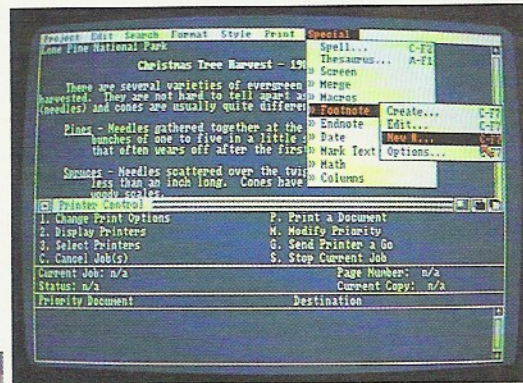 Project Edit Search Format Style Print Special
Lone Pine National Park
Christmas Tree Harvest - 19
There are several varieties of evergreen
harvested. They are not hard to tell apart as
(needles) and cones are usually quite differen
Pines - Needles gathered together at the
bunches of one to five in a little s
that often wears off after the first
Spruces - Needles scattered over the twig
less than an inch long. Cones have
woody scales.
Spell... C-F2
Thesaurus... A-F1
» Screen
» Merge
» Macros
» Footnote
» Endnote
» Date
» Mark Text
» Math
» Columns
Create... C-F7
Edit... C-F7
New #... C-F7
Options...
Printer Control
1. Change Print Options P. Print a Document
2. Display Printers M. Modify Priority
3. Select Printers G. Send Printer a Go
C. Cancel Job(s) S. Stop Current Job
Current Job: n/a Page Number: n/a
Status: n/a Current Copy: n/a
Priority Document Destination